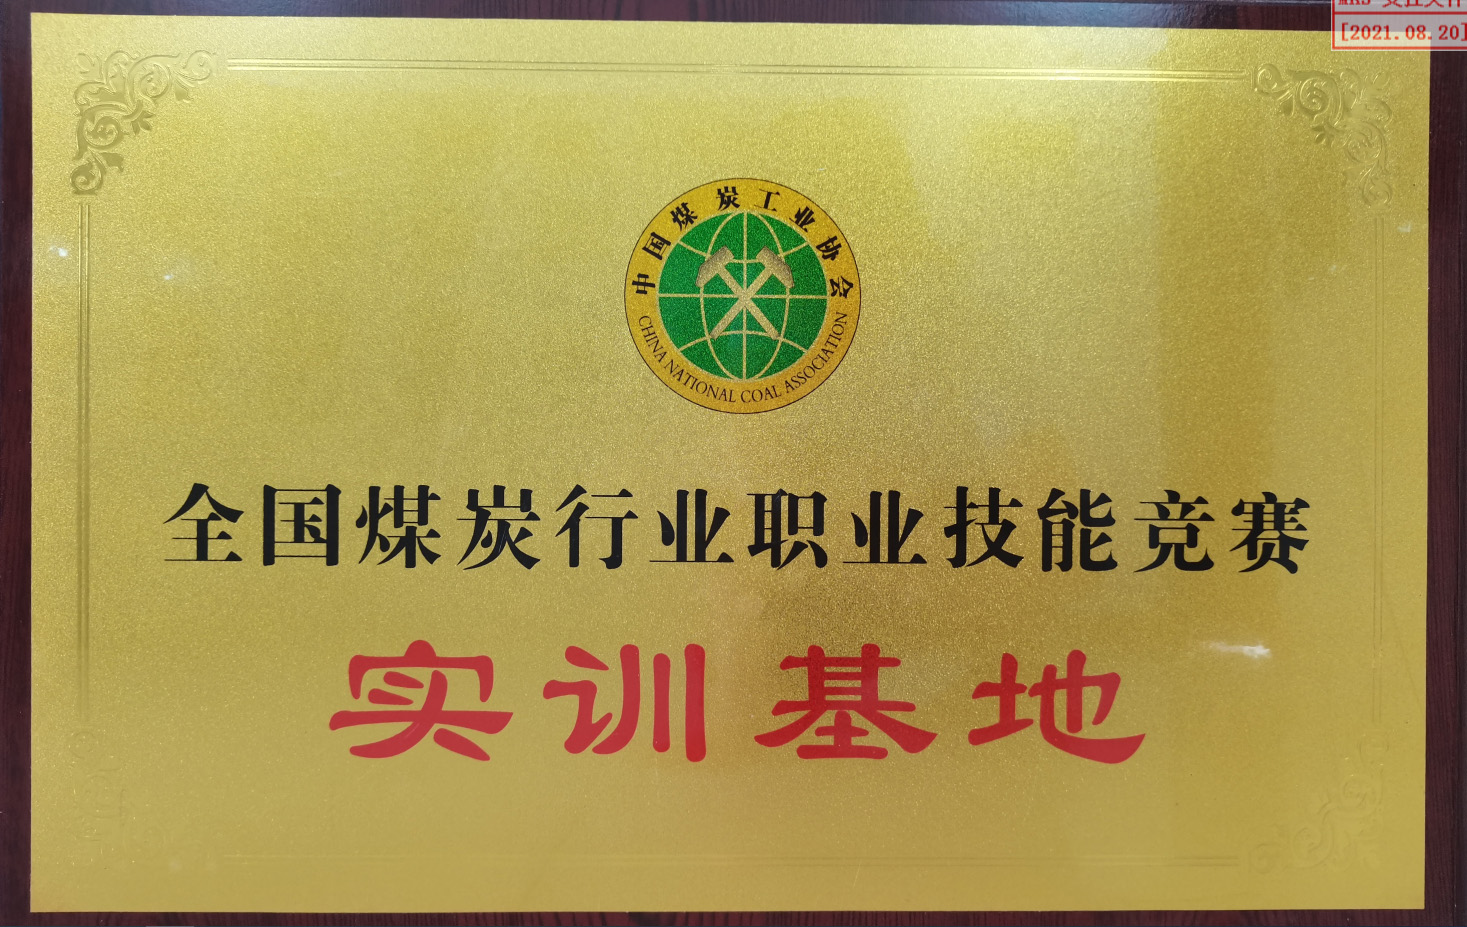 [2021.08.20]
中国煤炭工业协会
CHINA NATIONAL COAL ASSOCIATION
全国煤炭行业职业技能竞赛
实训基地